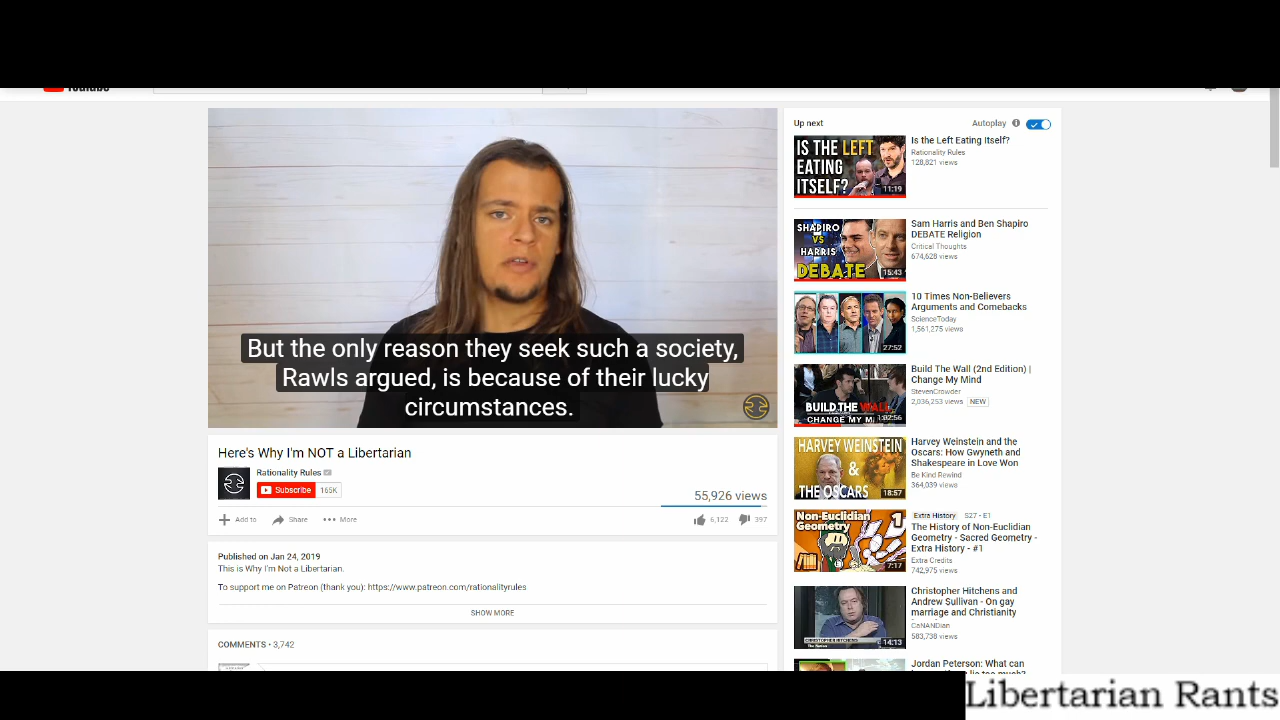 Up next
Autoplay
IS THE LEFT
EATING
ITSELF?
11:19
Is the Left Eating Itself?
Rationality Rules
128,821 views
SHAPIRO
VS
HARRIS
DEBATE
15:43
Sam Harris and Ben Shapiro
DEBATE Religion
Critical Thoughts
674,628 views
27:52
10 Times Non-Believers
Arguments and Comebacks
ScienceToday
1,561,275 views
BUILD THE WALL
CHANGE MY
1:32:56
Build The Wall (2nd Edition) |
Change My Mind
StevenCrowder
2,036,253 views NEW
But the only reason they seek such a society,
Rawls argued, is because of their lucky
circumstances.
HARVEY WEINSTEIN
&
THE OSCARS
18:57
Harvey Weinstein and the
Oscars: How Gwyneth and
Shakespeare in Love Won
Be Kind Rewind
364,039 views
Here's Why I'm NOT a Libertarian
Rationality Rules
Subscribe 165K
55,926 views
Add to Share More
6,122 397
Non-Euclidian
Geometry
1
7:17
Extra History S27 • E1
The History of Non-Euclidian
Geometry - Sacred Geometry -
Extra History - #1
Extra Credits
742,975 views
Published on Jan 24, 2019
This is Why I'm Not a Libertarian.
To support me on Patreon (thank you): https://www.patreon.com/rationalityrules
SHOW MORE
14:13
Christopher Hitchens and
Andrew Sullivan - On gay
marriage and Christianity
CaNANDian
583,738 views
COMMENTS • 3,742
Jordan Peterson: What can
Libertarian Rants